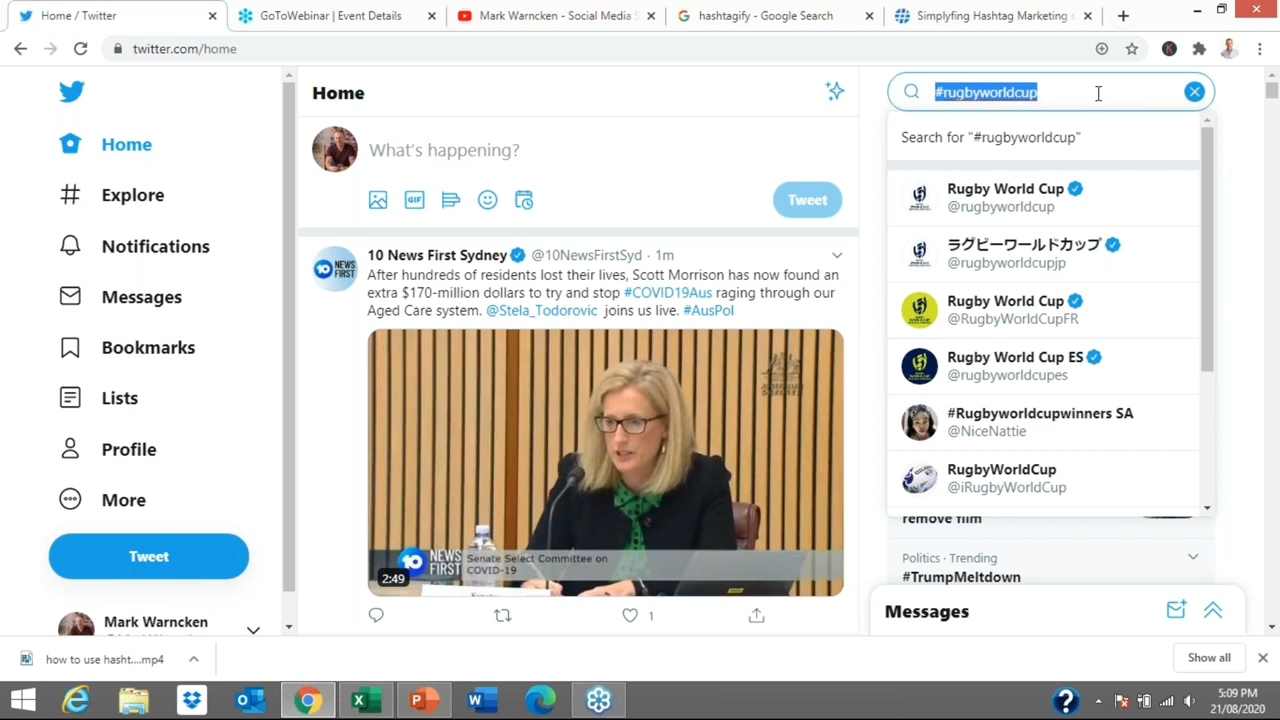 Home / Twitter
GoToWebinar | Event Details
Mark Warncken - Social Media S
hashtagify - Google Search
Simplyfing Hashtag Marketing
twitter.com/home
Home
Explore
Notifications
Messages
Bookmarks
Lists
Profile
More
Tweet
Mark Warncken
Home
What's happening?
GIF
Tweet
10 News First Sydney @10NewsFirstSyd · 1m
After hundreds of residents lost their lives, Scott Morrison has now found an
extra $170-million dollars to try and stop #COVID19Aus raging through our
Aged Care system. @Stela_Todorovic joins us live. #AusPol
10 NEWS FIRST
Senate Select Committee on
COVID-19
2:49
1
#rugbyworldcup
Search for "#rugbyworldcup"
Rugby World Cup
@rugbyworldcup
ラグビーワールドカップ
@rugbyworldcupjp
Rugby World Cup
@RugbyWorldCupFR
Rugby World Cup ES
@rugbyworldcupes
#Rugbyworldcupwinners SA
@NiceNattie
RugbyWorldCup
@iRugbyWorldCup
remove film
Politics · Trending
#TrumpMeltdown
Messages
how to use hasht....mp4
Show all
5:09 PM
21/08/2020